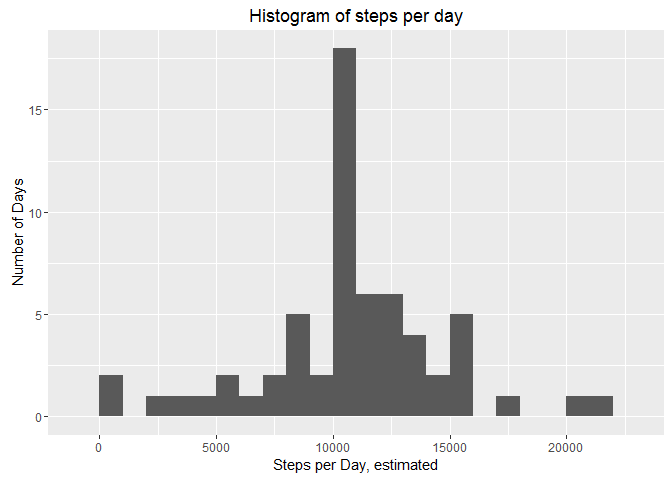 Histogram of steps per day
Number of Days
15
10
5
0
0 5000 10000 15000 20000
Steps per Day, estimated